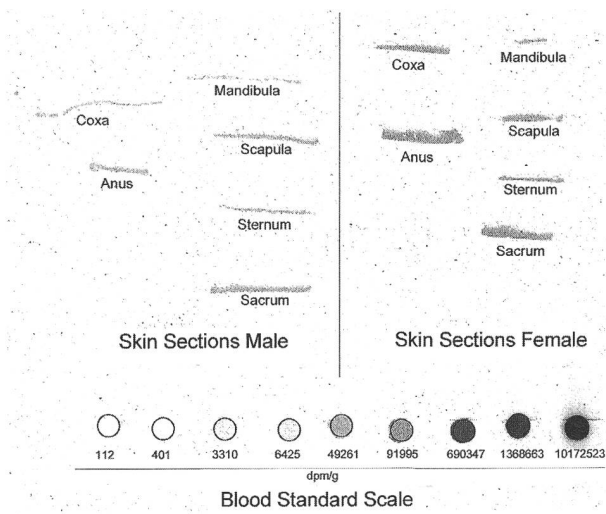 Coxa
Mandibula
Scapula
Anus
Sternum
Sacrum
Skin Sections Male
Coxa
Mandibula
Scapula
Anus
Sternum
Sacrum
Skin Sections Female
112 401 3310 6425 49261 91995 690347 1368663 10172523
dpm/g
Blood Standard Scale